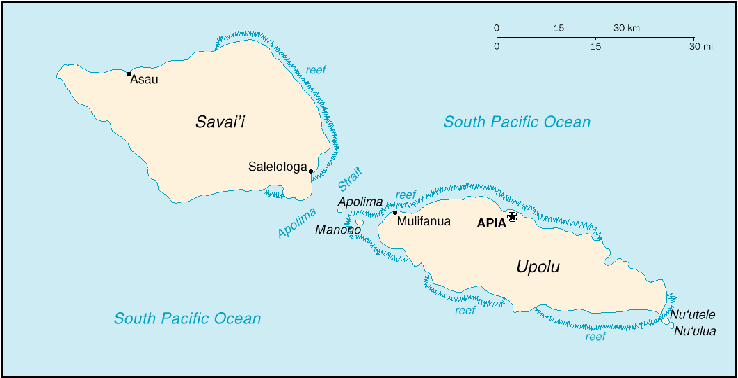 0 15 30 km
0 15 30 m
reef
Asau
Savai'i
South Pacific Ocean
Salelologa
Strait
Apolima
reef
Apolima
Mulifanua
APIA
Manono
Upolu
South Pacific Ocean
reef
Nu'utele
Nu'ulua
reef